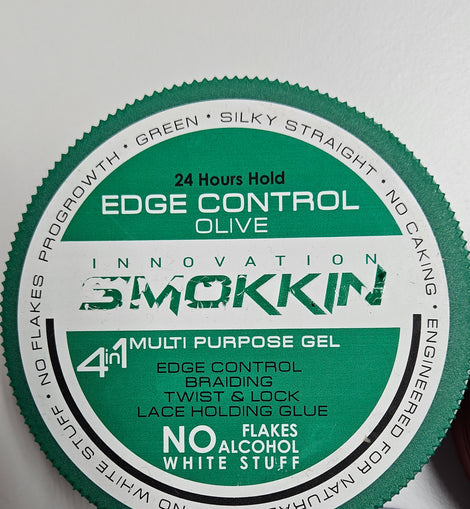 NO WHITE STUFF • NO FLAKES PROGROWTH • GREEN • SILKY STRAIGHT • NO CAKING • ENGINEERED FOR
24 Hours Hold
EDGE CONTROL
OLIVE
INNOVATION
SMOKKIN
4in1 MULTI PURPOSE GEL
EDGE CONTROL
BRAIDING
TWIST & LOCK
LACE HOLDING GLUE
NO FLAKES
ALCOHOL
WHITE STUFF